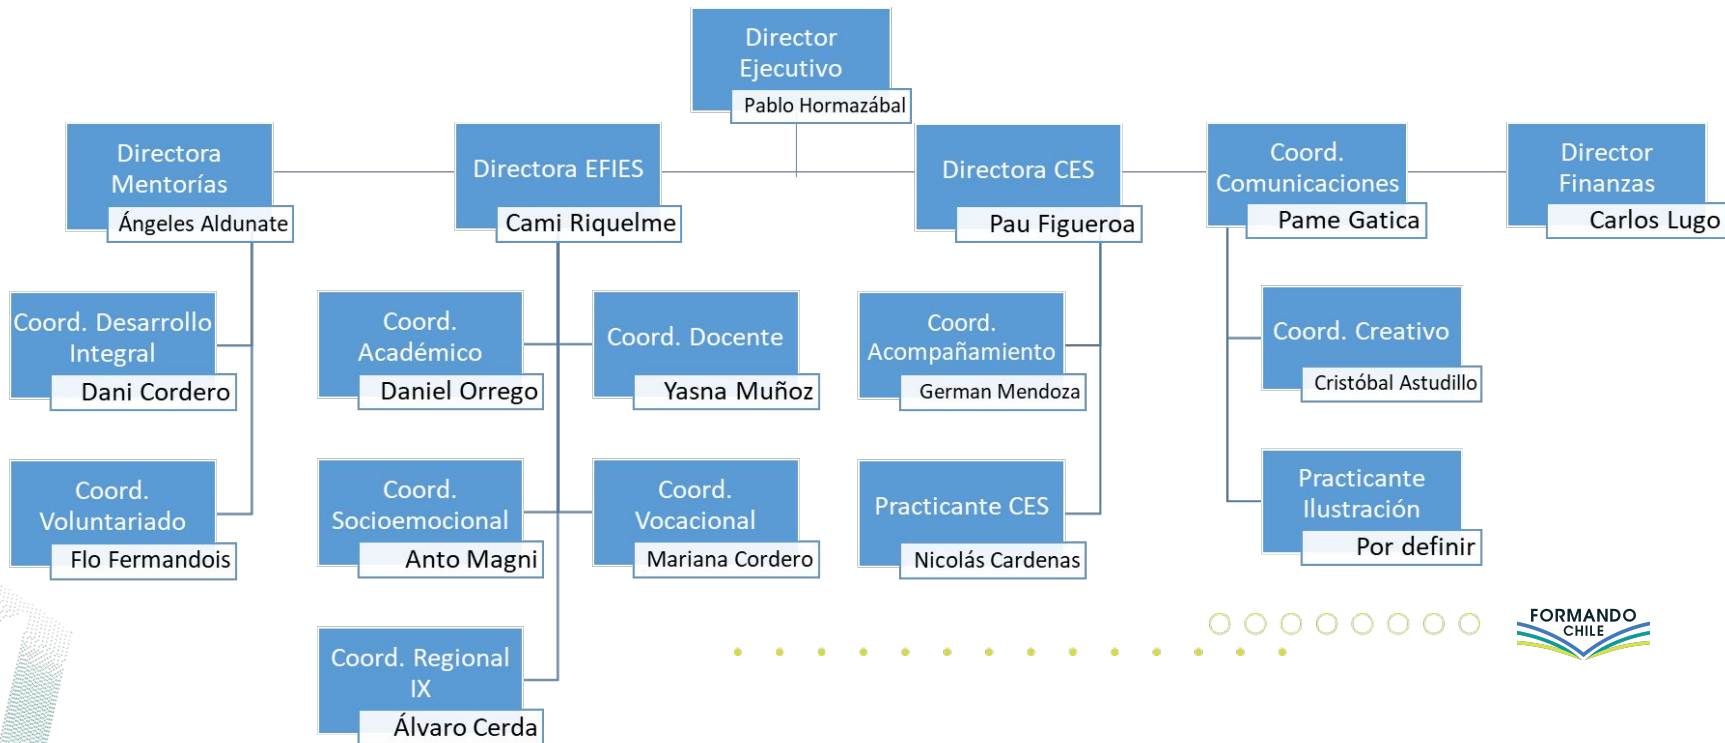 Director
Ejecutivo
Pablo Hormazábal
Directora
Mentorías
Ángeles Aldunate
Directora EFIES
Cami Riquelme
Directora CES
Pau Figueroa
Coord.
Comunicaciones
Pame Gatica
Director
Finanzas
Carlos Lugo
Coord. Desarrollo
Integral
Dani Cordero
Coord.
Académico
Daniel Orrego
Coord. Docente
Yasna Muñoz
Coord.
Acompañamiento
German Mendoza
Coord. Creativo
Cristóbal Astudillo
Coord.
Voluntariado
Flo Fermandois
Coord.
Socioemocional
Anto Magni
Coord.
Vocacional
Mariana Cordero
Practicante CES
Nicolás Cardenas
Practicante
Ilustración
Por definir
Coord. Regional
IX
Álvaro Cerda
FORMANDO
CHILE